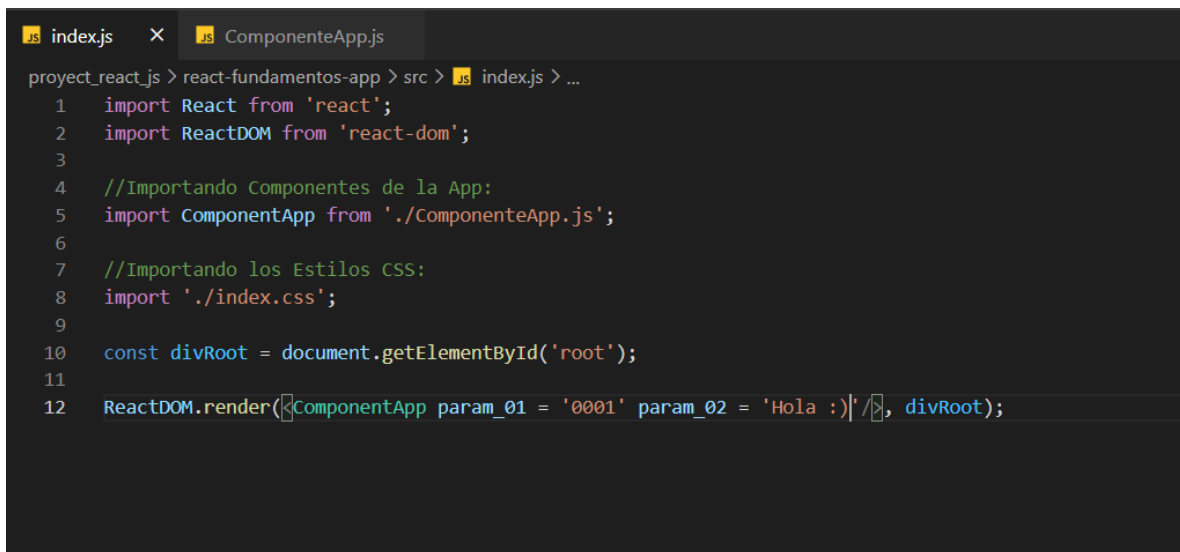 JS index.js × JS ComponenteApp.js
proyect_react_js > react-fundamentos-app > src > JS index.js > ...
1 import React from 'react';
2 import ReactDOM from 'react-dom';
3
4 //Importando Componentes de la App:
5 import ComponentApp from './ComponenteApp.js';
6
7 //Importando los Estilos CSS:
8 import './index.css';
9
10 const divRoot = document.getElementById('root');
11
12 ReactDOM.render(<ComponentApp param_01 = '0001' param_02 = 'Hola :)'/>, divRoot);